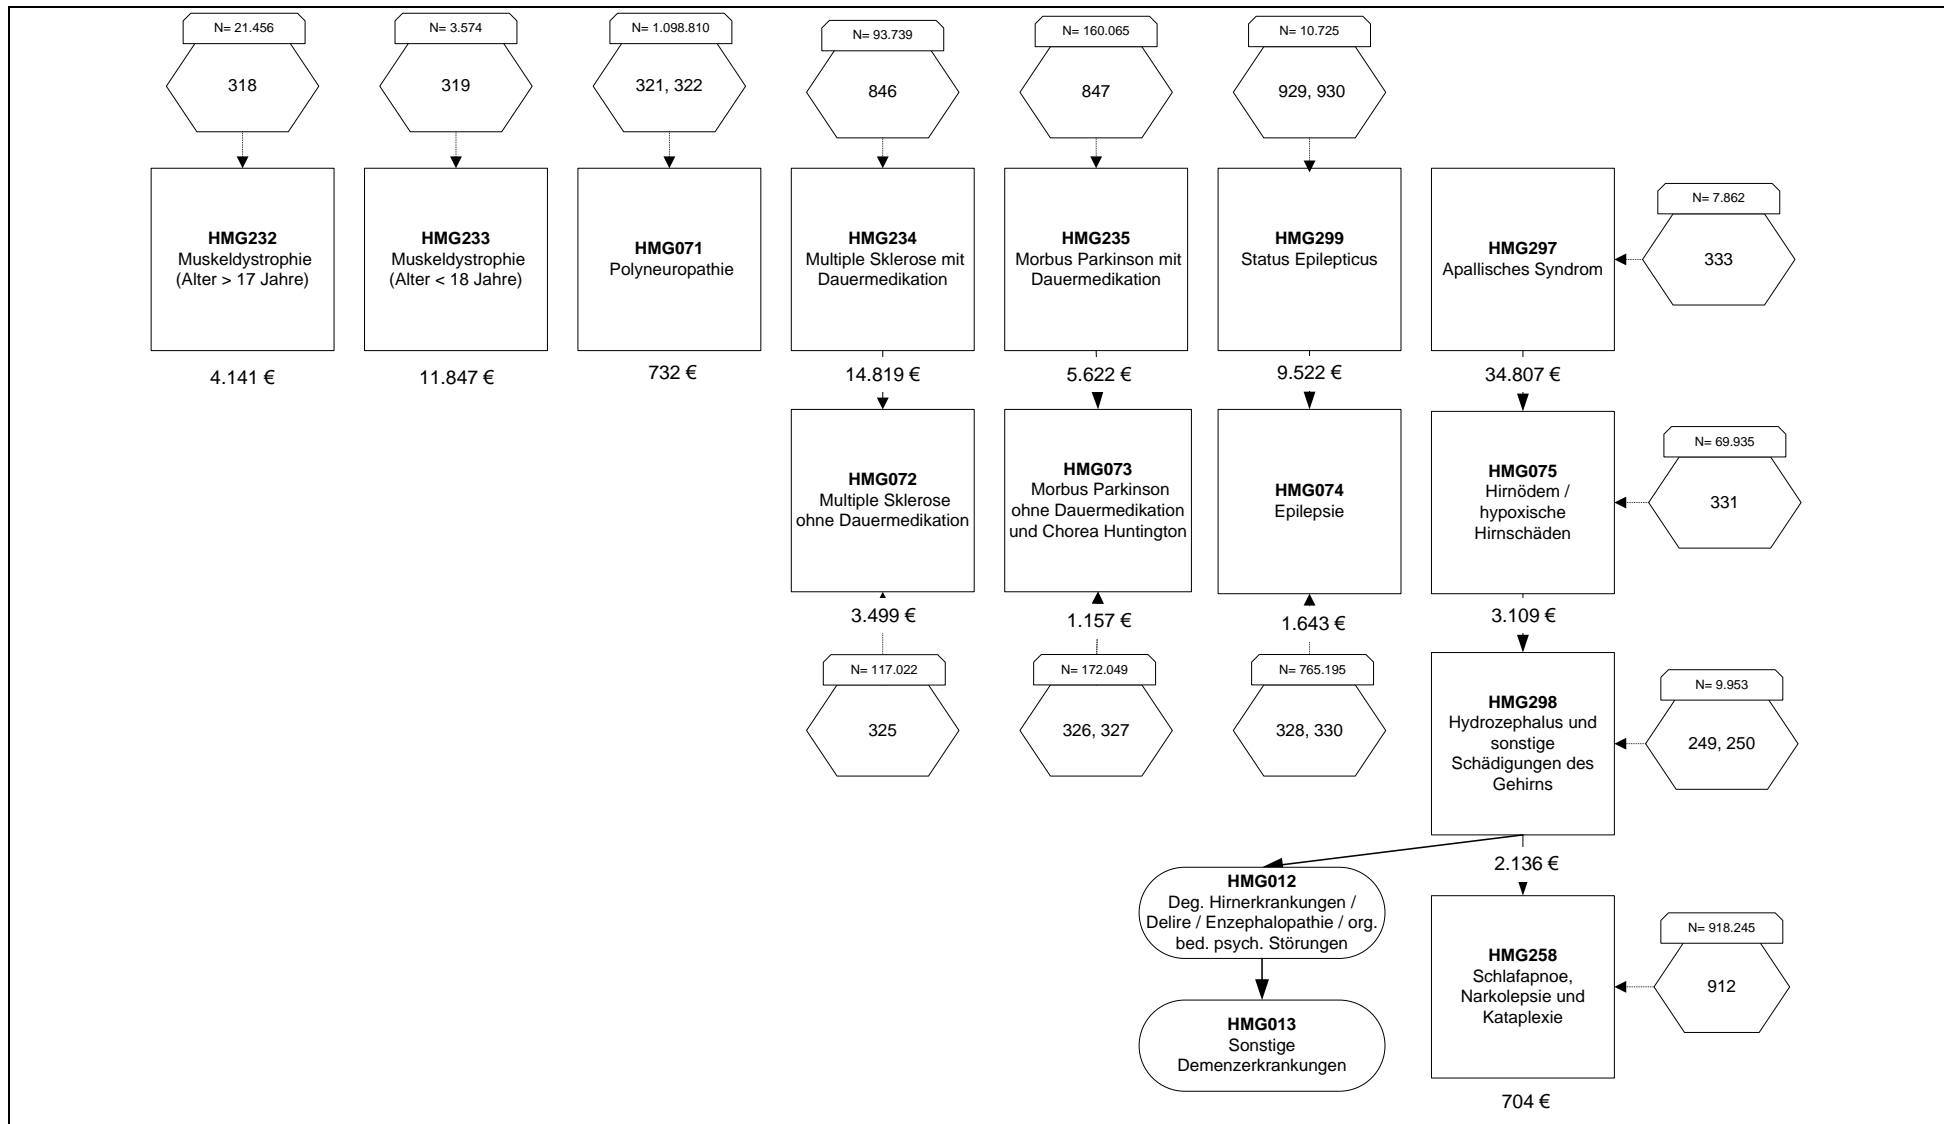 N= 21.456
318
N= 3.574
319
N= 1.098.810
321, 322
N= 93.739
846
N= 160.065
847
N= 10.725
929, 930
HMG232
Muskeldystrophie
(Alter > 17 Jahre)
4.141 €
HMG233
Muskeldystrophie
(Alter < 18 Jahre)
11.847 €
HMG071
Polyneuropathie
732 €
HMG234
Multiple Sklerose mit
Dauermedikation
14.819 €
HMG235
Morbus Parkinson mit
Dauermedikation
5.622 €
HMG299
Status Epilepticus
9.522 €
HMG297
Apallisches Syndrom
34.807 €
N= 7.862
333
HMG072
Multiple Sklerose
ohne Dauermedikation
3.499 €
N= 117.022
325
HMG073
Morbus Parkinson
ohne Dauermedikation
und Chorea Huntington
1.157 €
N= 172.049
326, 327
HMG074
Epilepsie
1.643 €
N= 765.195
328, 330
HMG075
Hirnödem /
hypoxische
Hirnschäden
3.109 €
N= 69.935
331
HMG298
Hydrozephalus und
sonstige
Schädigungen des
Gehirns
2.136 €
N= 9.953
249, 250
HMG012
Deg. Hirnerkrankungen /
Delire / Enzephalopathie / org.
bed. psych. Störungen
HMG013
Sonstige
Demenzerkrankungen
HMG258
Schlafapnoe,
Narkolepsie und
Kataplexie
704 €
N= 918.245
912